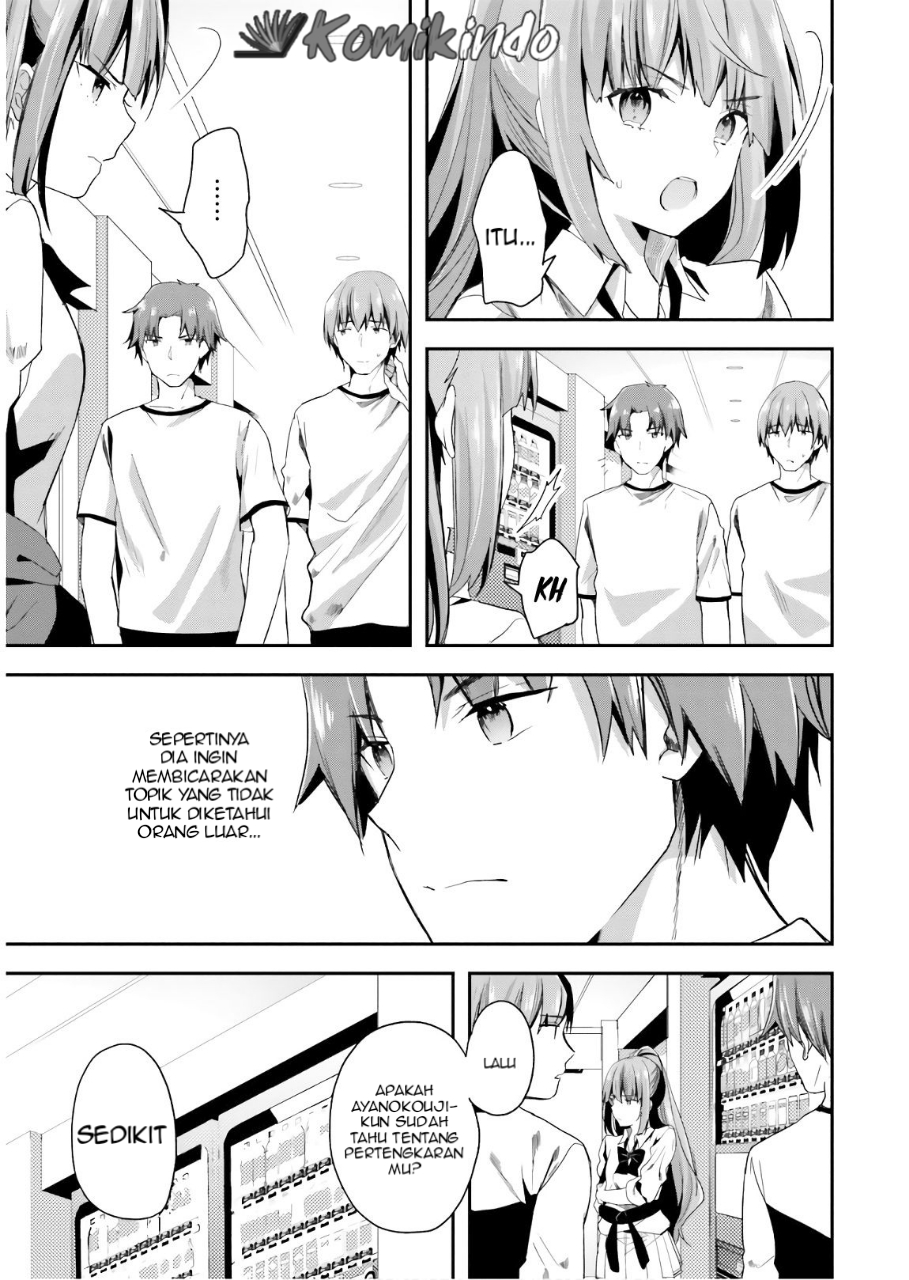 Komikindo
ITU...
KH
......
SEPERTINYA
DIA INGIN
MEMBICARAKAN
TOPIK YANG TIDAK
UNTUK DIKETAHUI
ORANG LUAR...
LALU
APAKAH
AYANOKOUJI-
KUN SUDAH
TAHU TENTANG
PERTENGKARAN
MU?
SEDIKIT